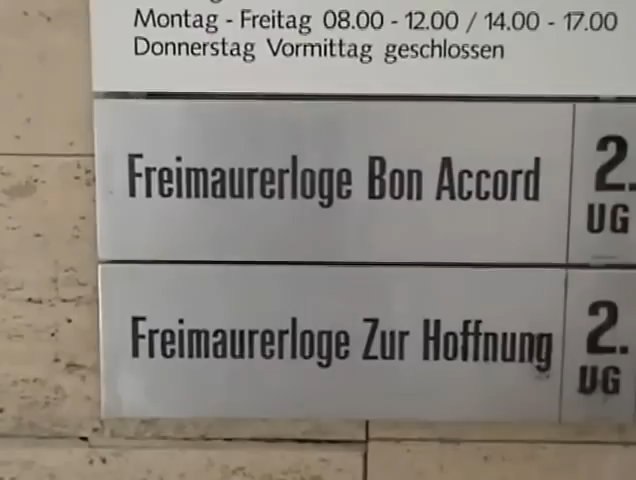 Montag - Freitag 08.00 - 12.00 / 14.00 - 17.00
Donnerstag Vormittag geschlossen
Freimaurerloge Bon Accord
2.
UG
Freimaurerloge Zur Hoffnung
2.
UG